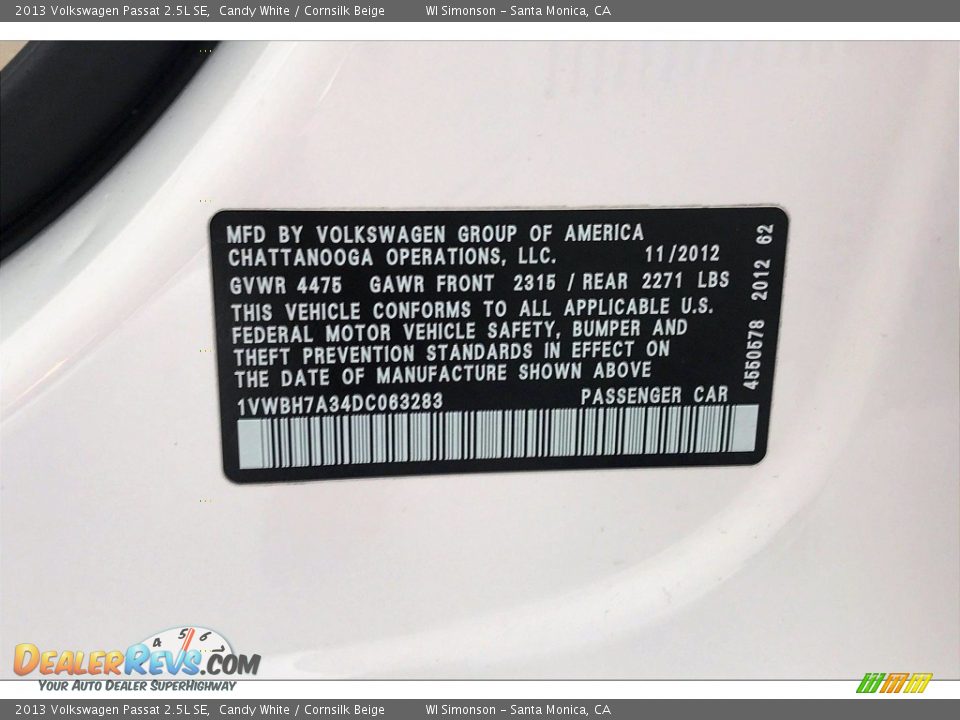 2013 Volkswagen Passat 2.5L SE, Candy White / Cornsilk Beige WI Simonson - Santa Monica, CA
MFD BY VOLKSWAGEN GROUP OF AMERICA
CHATTANOOGA OPERATIONS, LLC. 11/2012
GVWR 4475 GAWR FRONT 2315 / REAR 2271 LBS
THIS VEHICLE CONFORMS TO ALL APPLICABLE U.S.
FEDERAL MOTOR VEHICLE SAFETY, BUMPER AND
THEFT PREVENTION STANDARDS IN EFFECT ON
THE DATE OF MANUFACTURE SHOWN ABOVE
1VWBH7A34DC063283 PASSENGER CAR
4550578 2012 62
4 5 6
DEALERREVS.COM
YOUR AUTO DEALER SUPERHIGHWAY
2013 Volkswagen Passat 2.5L SE, Candy White / Cornsilk Beige WI Simonson - Santa Monica, CA